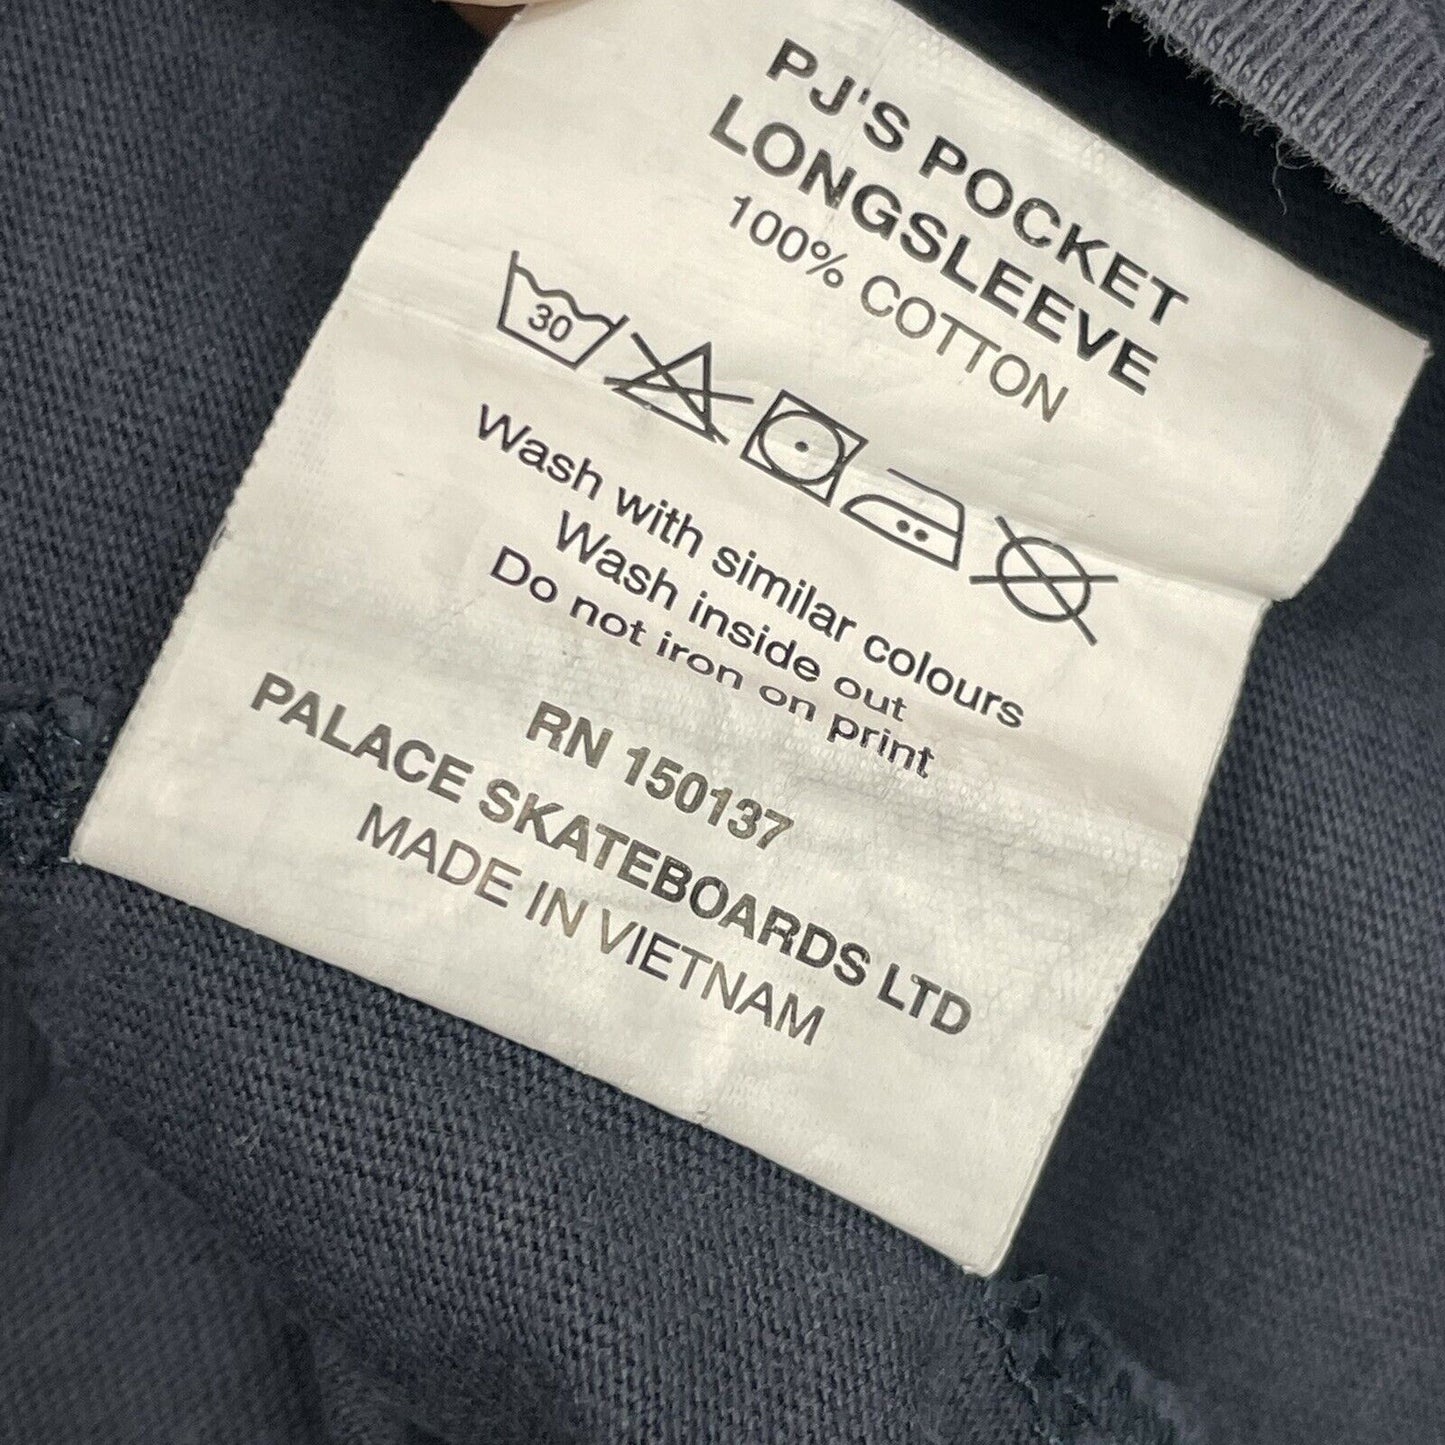 PJ'S POCKET
LONGSLEEVE
100% COTTON
30
Wash with similar colours
Wash inside out
Do not iron on print
RN 150137
PALACE SKATEBOARDS LTD
MADE IN VIETNAM